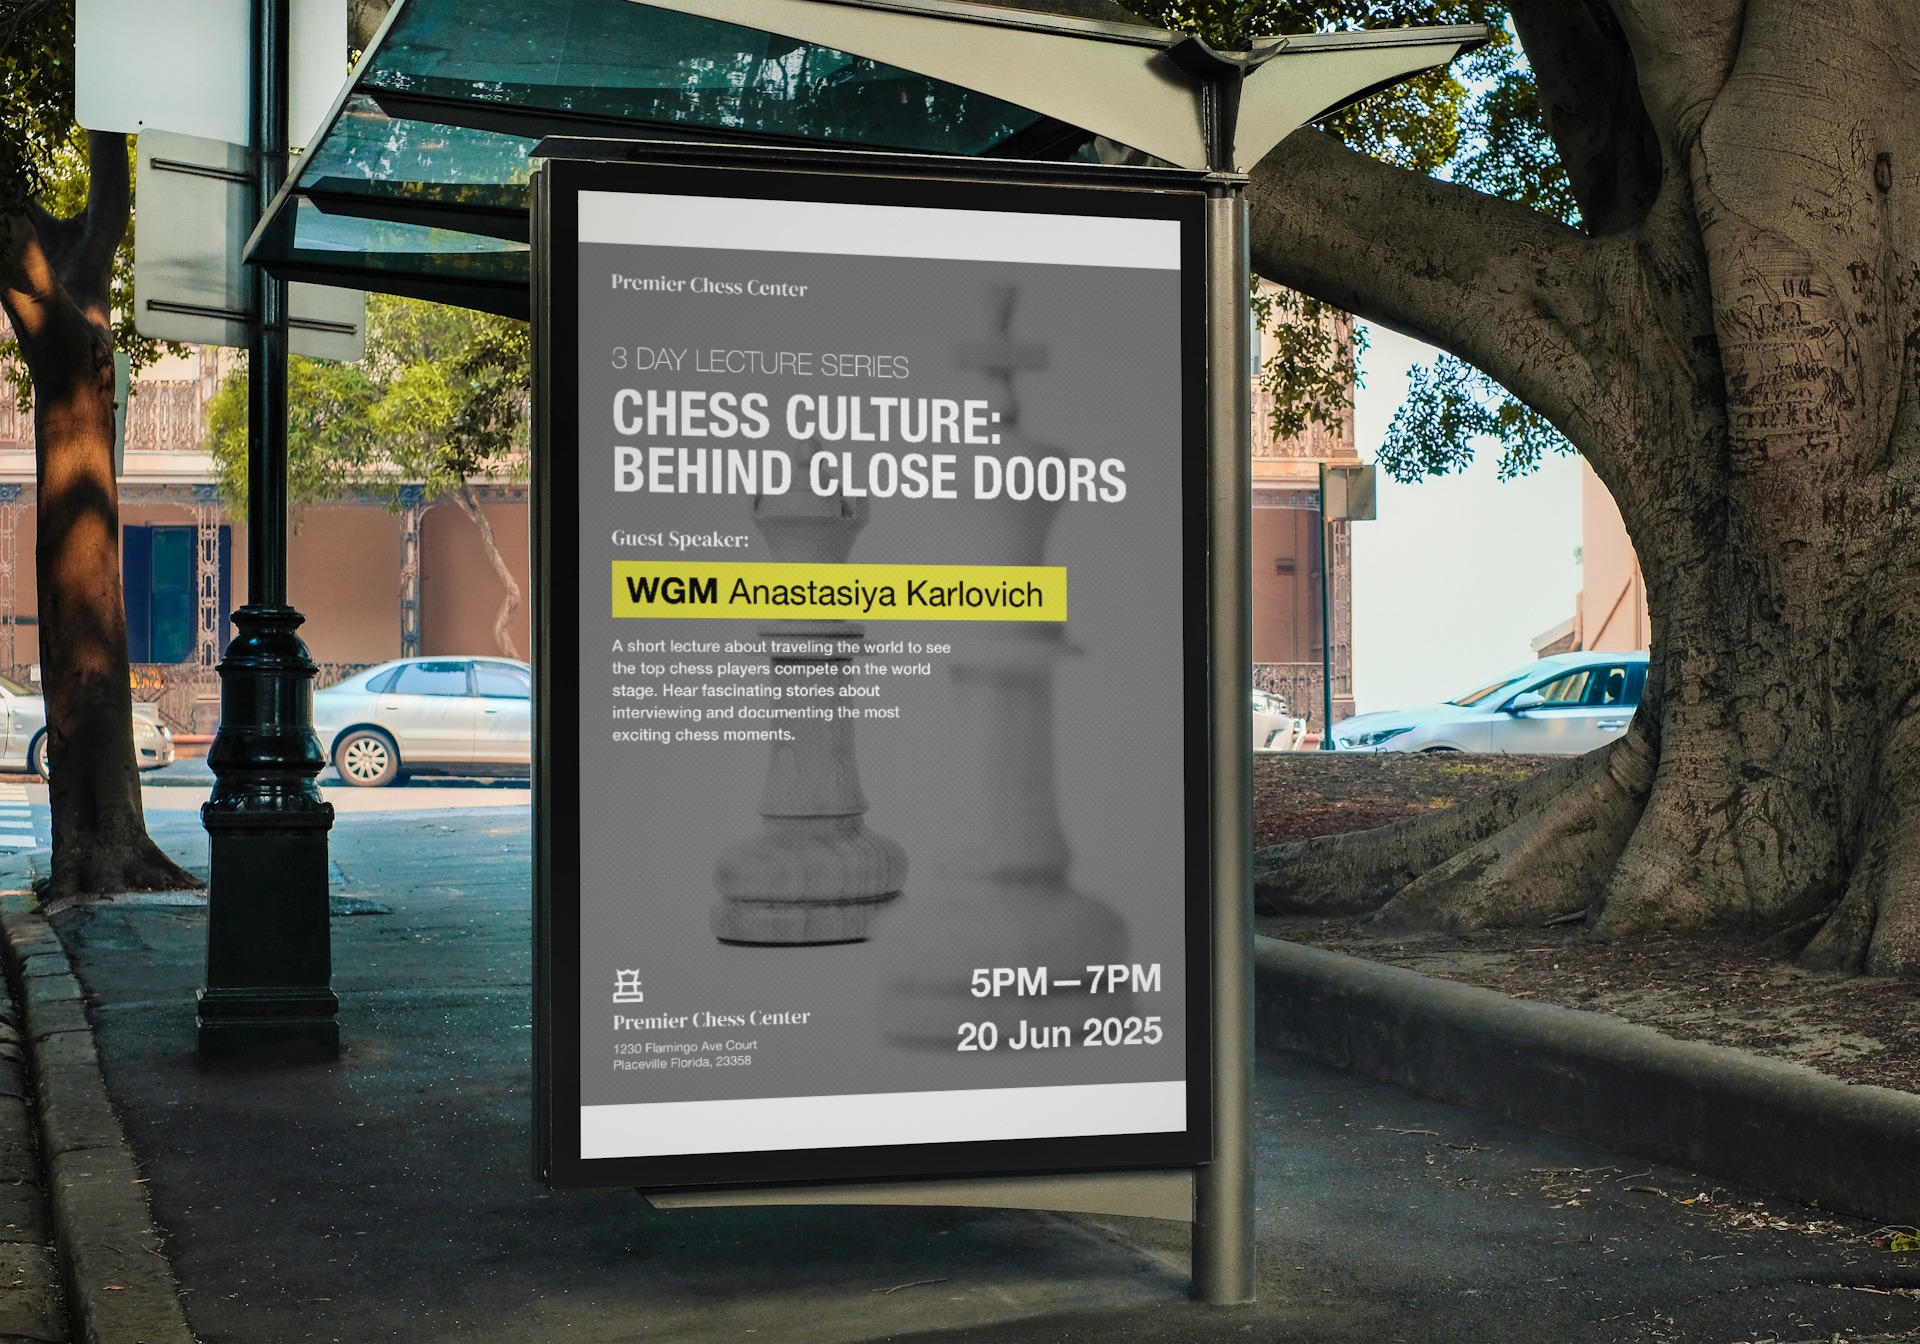 Premier Chess Center
3 DAY LECTURE SERIES
CHESS CULTURE:
BEHIND CLOSE DOORS
Guest Speaker:
WGM Anastasiya Karlovich
A short lecture about traveling the world to see
the top chess players compete on the world
stage. Hear fascinating stories about
interviewing and documenting the most
exciting chess moments.
Premier Chess Center
1230 Flamingo Ave Court
Placeville Florida, 23358
5PM—7PM
20 Jun 2025